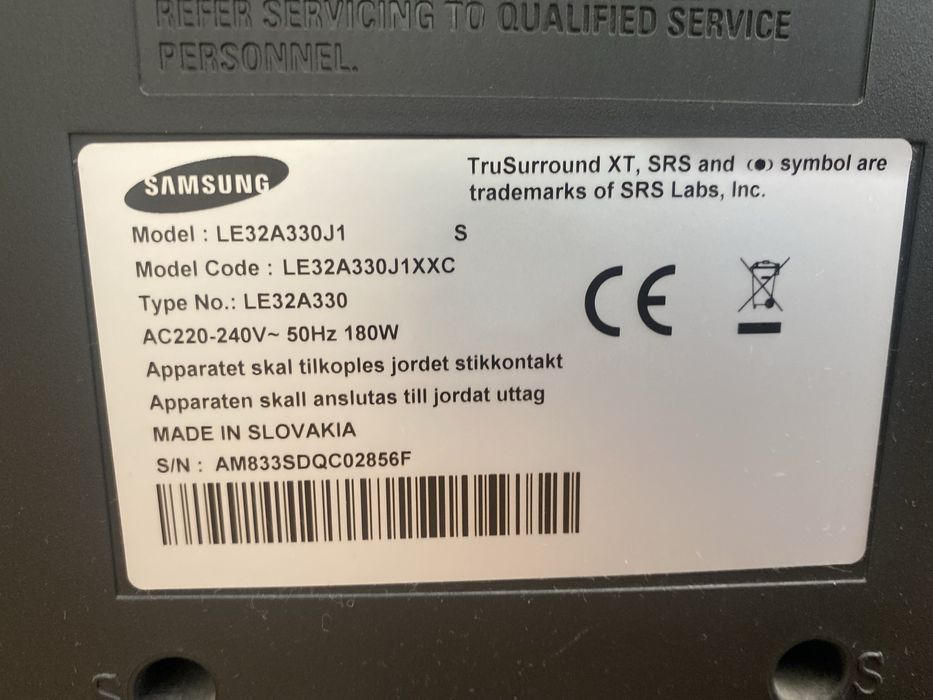 REFER SERVICING TO QUALIFIED SERVICE
PERSONNEL.
SAMSUNG
TruSurround XT, SRS and (●) symbol are
trademarks of SRS Labs, Inc.
Model : LE32A330J1 S
Model Code : LE32A330J1XXC
Type No.: LE32A330
AC220-240V~ 50Hz 180W
Apparatet skal tilkoples jordet stikkontakt
Apparaten skall anslutas till jordat uttag
MADE IN SLOVAKIA
S/N : AM833SDQC02856F
CE
S
S